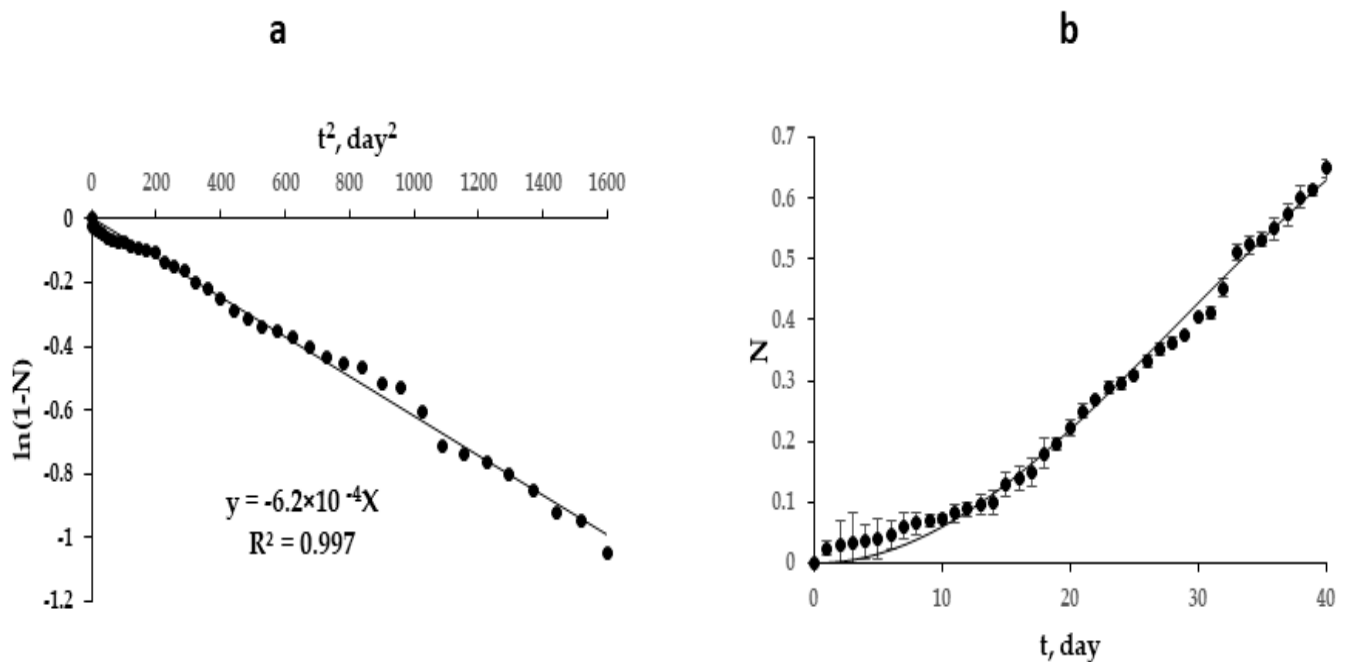 a
t², day²
0 200 400 600 800 1000 1200 1400 1600
0
-0.2
-0.4
-0.6
-0.8
-1
-1.2
ln(1-N)
y = -6.2×10 ⁻⁴X
R² = 0.997
b
0.7
0.6
0.5
0.4
0.3
0.2
0.1
0
N
0 10 20 30 40
t, day